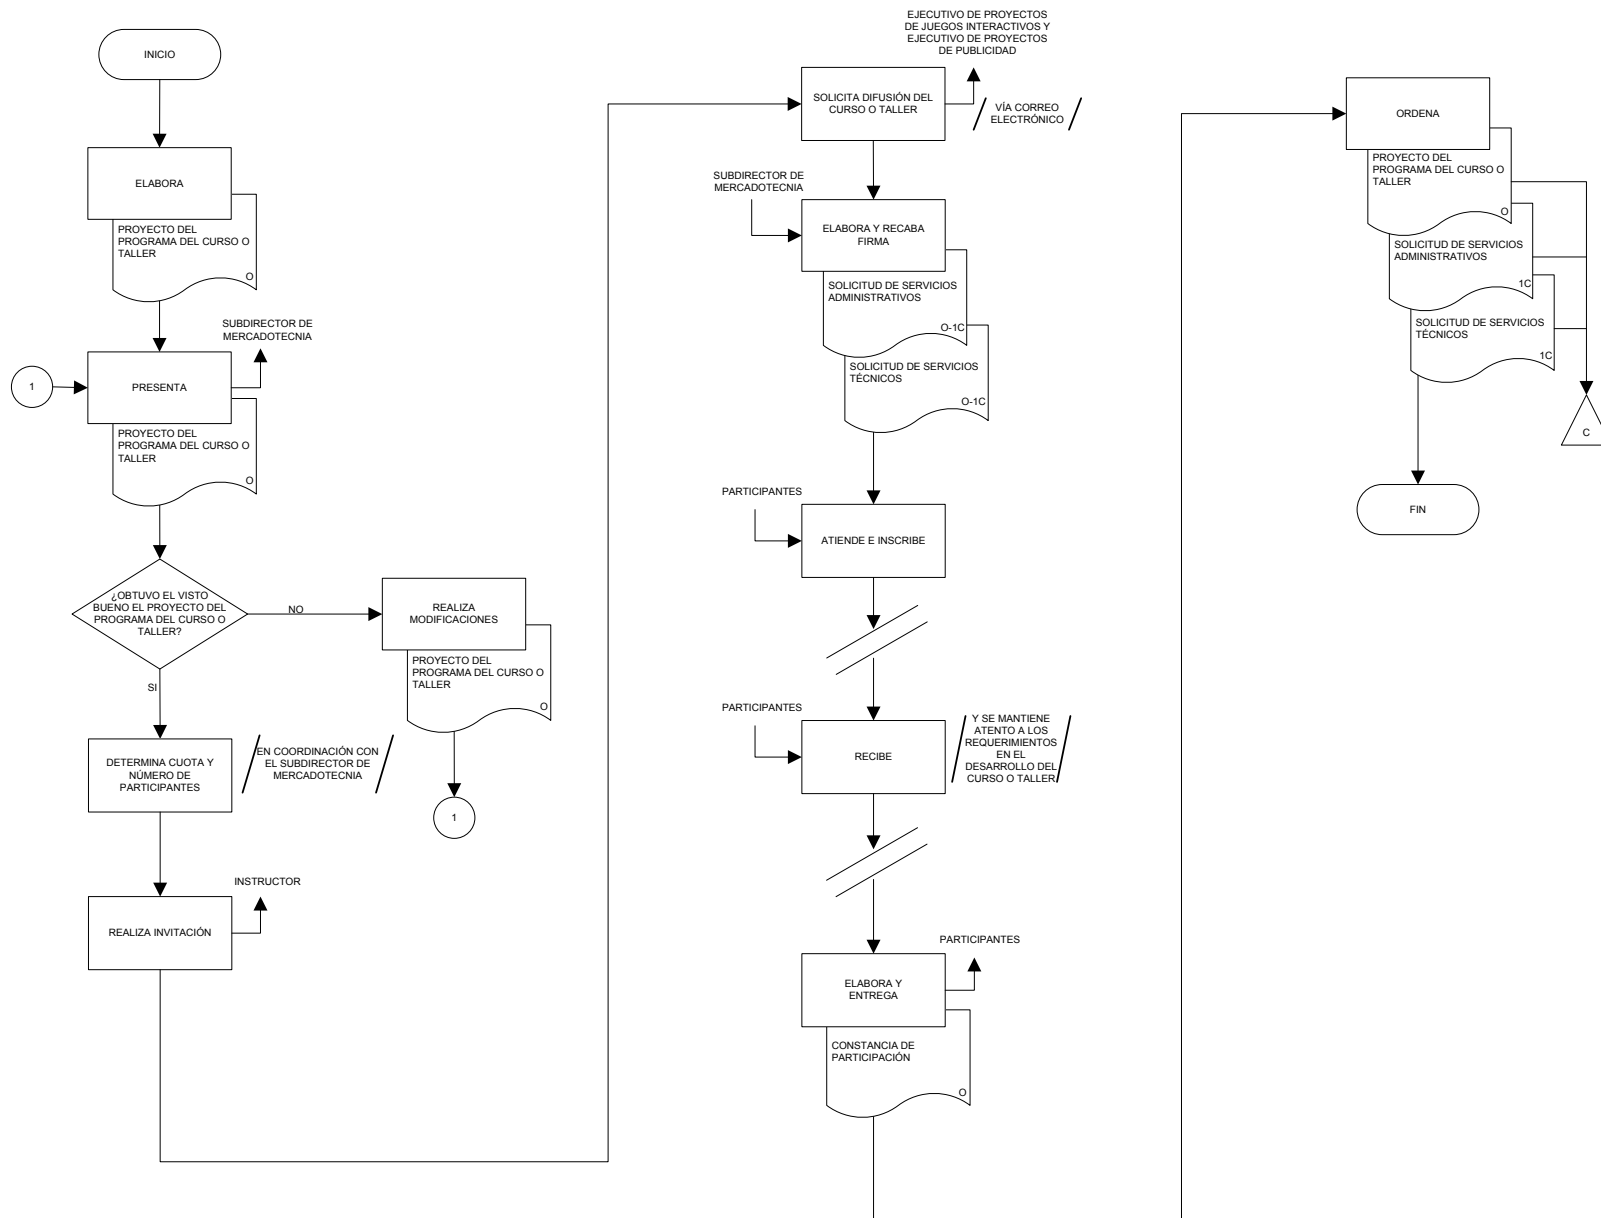 INICIO
ELABORA
PROYECTO DEL
PROGRAMA DEL CURSO O
TALLER
O
SUBDIRECTOR DE
MERCADOTECNIA
1
PRESENTA
PROYECTO DEL
PROGRAMA DEL CURSO O
TALLER
O
¿OBTUVO EL VISTO
BUENO EL PROYECTO DEL
PROGRAMA DEL CURSO O
TALLER?
NO
SI
REALIZA
MODIFICACIONES
PROYECTO DEL
PROGRAMA DEL CURSO O
TALLER
O
1
DETERMINA CUOTA Y
NÚMERO DE
PARTICIPANTES
EN COORDINACIÓN CON
EL SUBDIRECTOR DE
MERCADOTECNIA
INSTRUCTOR
REALIZA INVITACIÓN
EJECUTIVO DE PROYECTOS
DE JUEGOS INTERACTIVOS Y
EJECUTIVO DE PROYECTOS
DE PUBLICIDAD
SOLICITA DIFUSIÓN DEL
CURSO O TALLER
VÍA CORREO
ELECTRÓNICO
SUBDIRECTOR DE
MERCADOTECNIA
ELABORA Y RECABA
FIRMA
SOLICITUD DE SERVICIOS
ADMINISTRATIVOS
O-1C
SOLICITUD DE SERVICIOS
TÉCNICOS
O-1C
PARTICIPANTES
ATIENDE E INSCRIBE
PARTICIPANTES
RECIBE
Y SE MANTIENE
ATENTO A LOS
REQUERIMIENTOS
EN EL
DESARROLLO DEL
CURSO O TALLER
PARTICIPANTES
ELABORA Y
ENTREGA
CONSTANCIA DE
PARTICIPACIÓN
O
ORDENA
PROYECTO DEL
PROGRAMA DEL CURSO O
TALLER
O
SOLICITUD DE SERVICIOS
ADMINISTRATIVOS
1C
SOLICITUD DE SERVICIOS
TÉCNICOS
1C
C
FIN